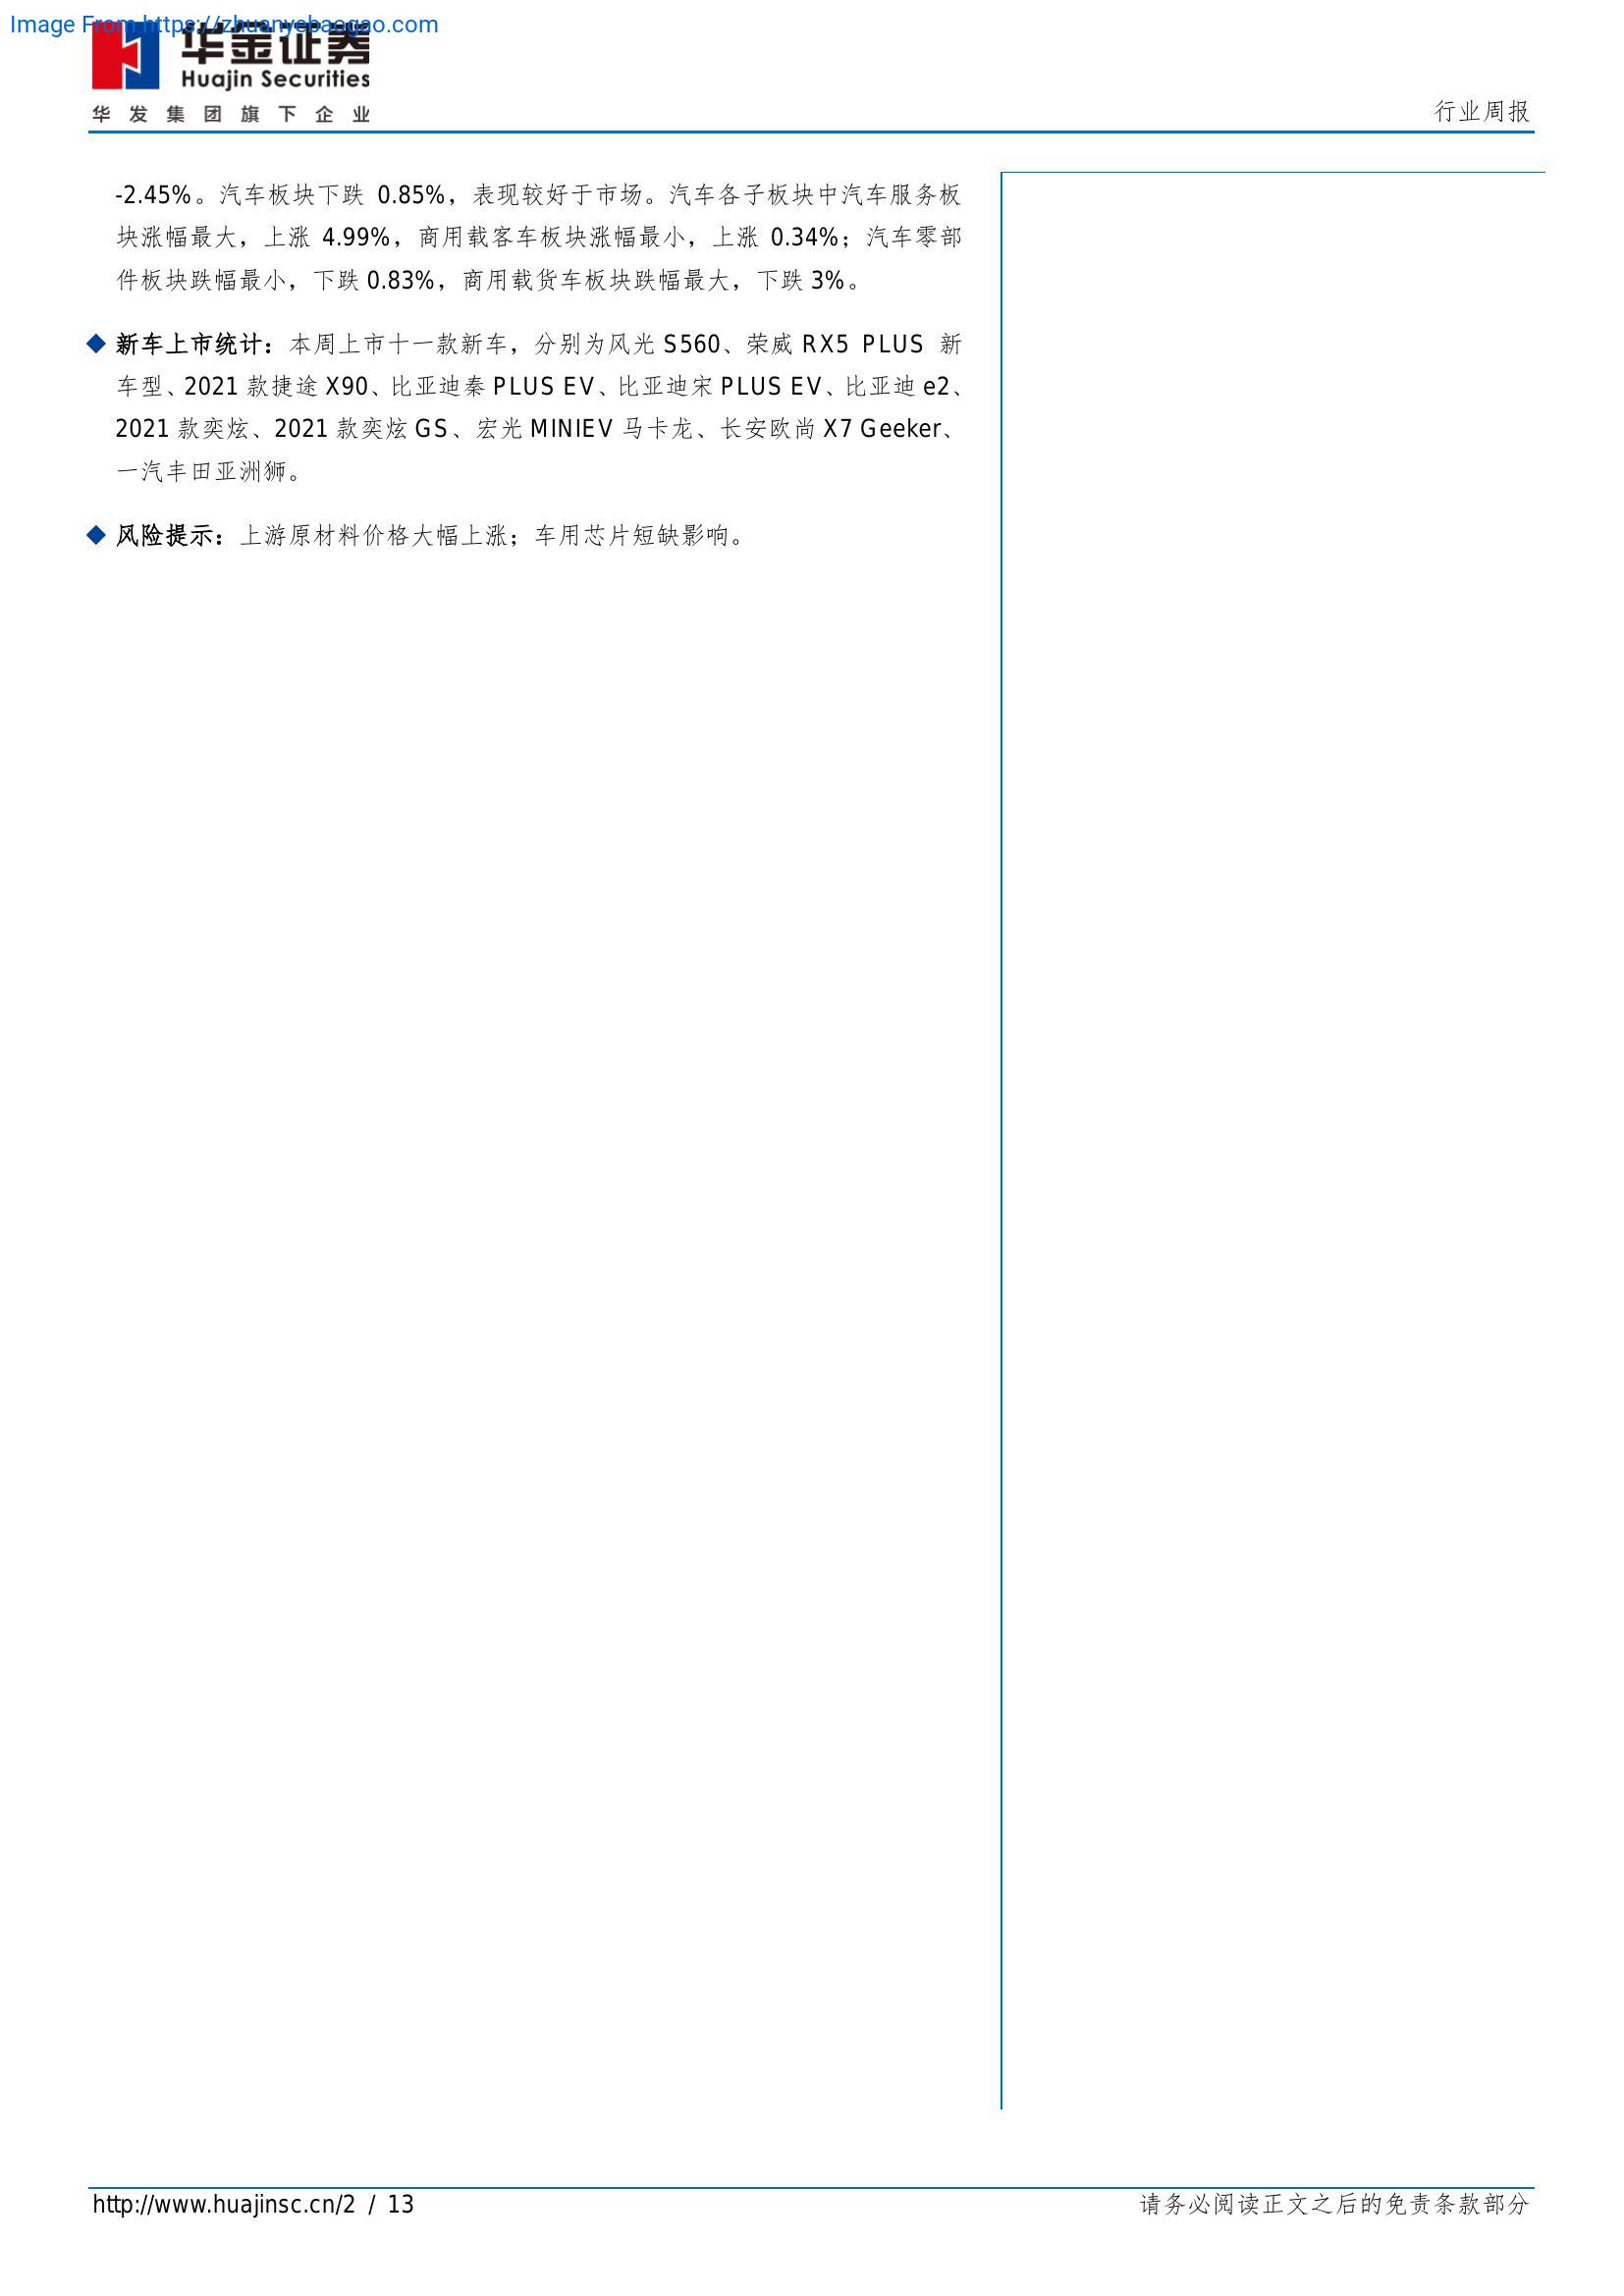 Image From https://zhuanyebaogao.com
华金证券
Huajin Securities
华发集团旗下企业
行业周报
-2.45%。汽车板块下跌 0.85%，表现较好于市场。汽车各子板块中汽车服务板
块涨幅最大，上涨 4.99%，商用载客车板块涨幅最小，上涨 0.34%；汽车零部
件板块跌幅最小，下跌 0.83%，商用载货车板块跌幅最大，下跌 3%。
◆ 新车上市统计：本周上市十一款新车，分别为风光 S560、荣威 RX5 PLUS 新
车型、2021 款捷途 X90、比亚迪秦 PLUS EV、比亚迪宋 PLUS EV、比亚迪 e2、
2021 款奕炫、2021 款奕炫 GS、宏光 MINIEV 马卡龙、长安欧尚 X7 Geeker、
一汽丰田亚洲狮。
◆ 风险提示：上游原材料价格大幅上涨；车用芯片短缺影响。
http://www.huajinsc.cn/2 / 13
请务必阅读正文之后的免责条款部分